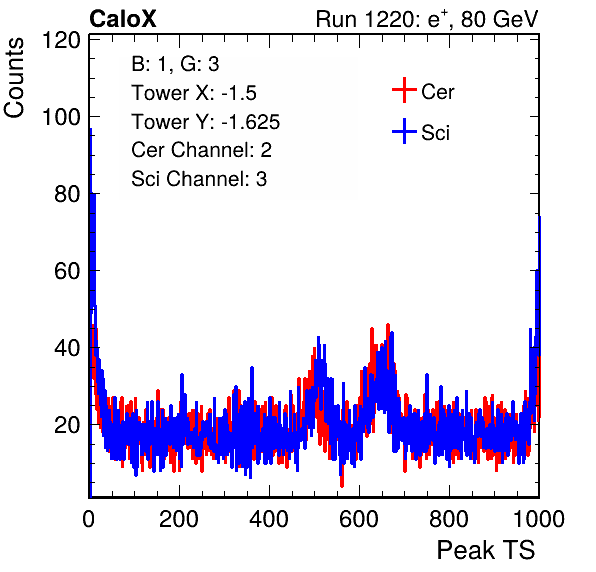 CaloX Run 1220: e+, 80 GeV
Counts
120
100
80
60
40
20
B: 1, G: 3
Tower X: -1.5
Tower Y: -1.625
Cer Channel: 2
Sci Channel: 3
Cer
Sci
0 200 400 600 800 1000
Peak TS